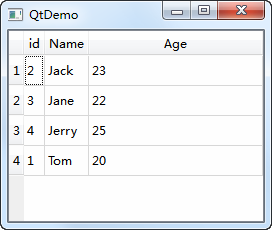 QtDemo
id Name Age
1 2 Jack 23
2 3 Jane 22
3 4 Jerry 25
4 1 Tom 20